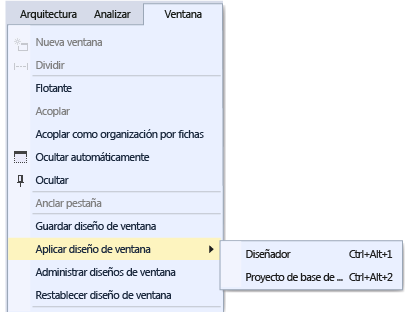 Arquitectura Analizar Ventana
Nueva ventana
Dividir
Flotante
Acoplar
Acoplar como organización por fichas
Ocultar automáticamente
Ocultar
Anclar pestaña
Guardar diseño de ventana
Aplicar diseño de ventana
Diseñador Ctrl+Alt+1
Proyecto de base de ... Ctrl+Alt+2
Administrar diseños de ventana
Restablecer diseño de ventana